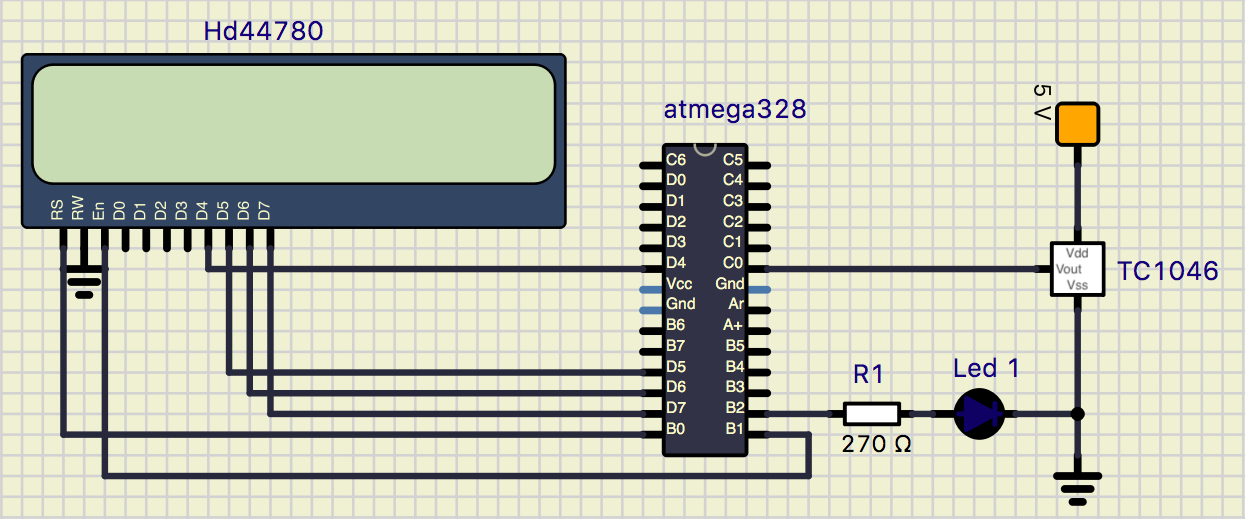 Hd44780
RS RW En D0 D1 D2 D3 D4 D5 D6 D7
atmega328
C6 C5
D0 C4
D1 C3
D2 C2
D3 C1
D4 C0
Vcc Gnd
Gnd Ar
B6 A+
B7 B5
D5 B4
D6 B3
D7 B2
B0 B1
5 V
Vdd
Vout
Vss
TC1046
R1
270 Ω
Led 1